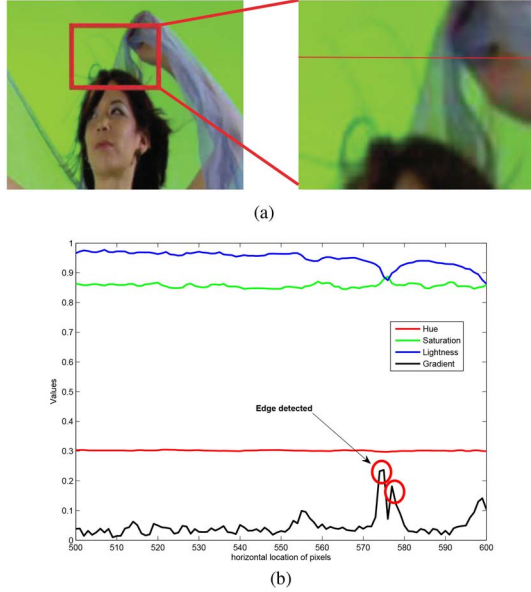 (a)
1
0.9
0.8
0.7
0.6
0.5
0.4
0.3
0.2
0.1
0
Values
Hue
Saturation
Lightness
Gradient
Edge detected
500 510 520 530 540 550 560 570 580 590 600
horizontal location of pixels
(b)